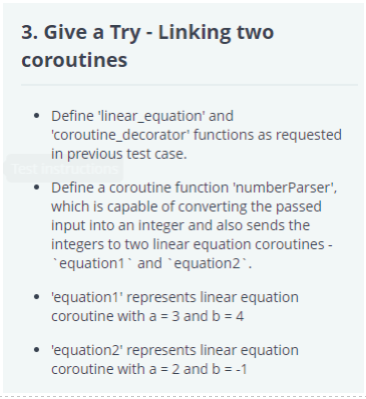 3. Give a Try - Linking two
coroutines
• Define 'linear_equation' and
'coroutine_decorator' functions as requested
in previous test case.
Test Instructions
• Define a coroutine function 'numberParser',
which is capable of converting the passed
input into an integer and also sends the
integers to two linear equation coroutines -
`equation1` and `equation2`.
• 'equation1' represents linear equation
coroutine with a = 3 and b = 4
• 'equation2' represents linear equation
coroutine with a = 2 and b = -1